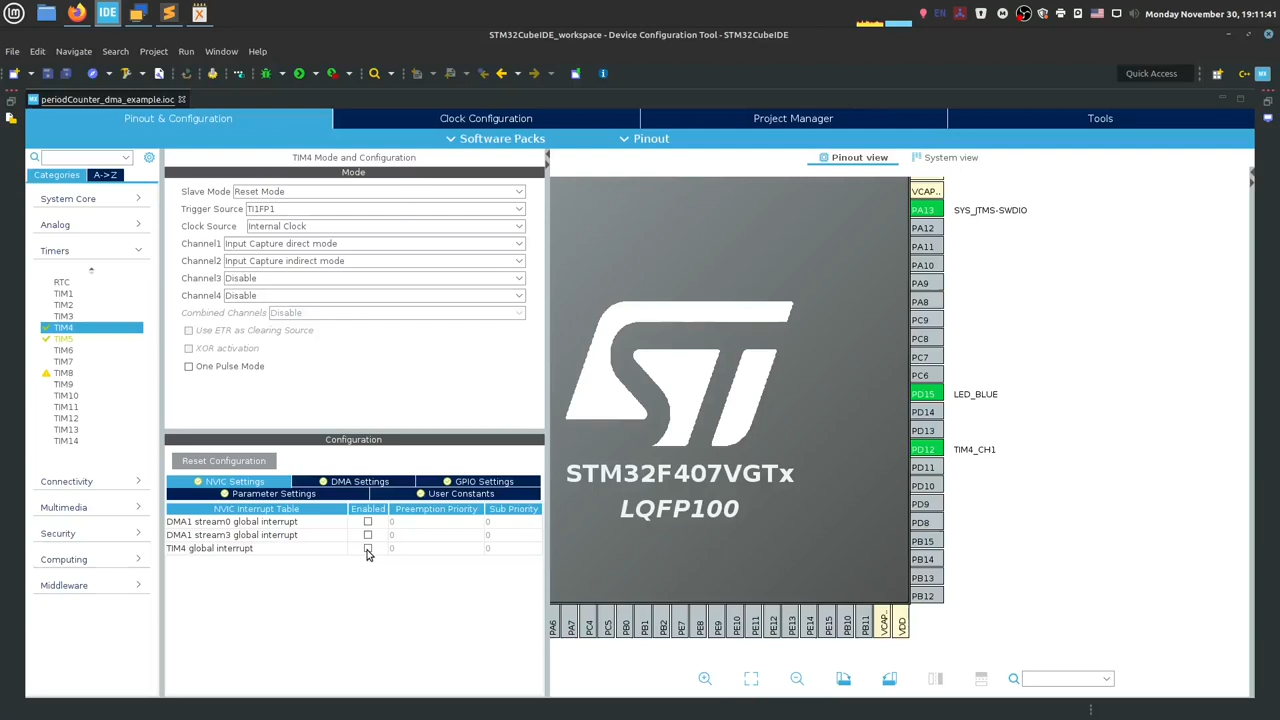 IDE
EN
Monday November 30, 19:11:41
STM32CubeIDE_workspace - Device Configuration Tool - STM32CubeIDE
File Edit Navigate Search Project Run Window Help
Quick Access
MX periodCounter_dma_example.ioc
Pinout & Configuration Clock Configuration Project Manager Tools
Software Packs Pinout
Categories A->Z
System Core
Analog
Timers
RTC
TIM1
TIM2
TIM3
TIM4
TIM5
TIM6
TIM7
TIM8
TIM9
TIM10
TIM11
TIM12
TIM13
TIM14
Connectivity
Multimedia
Security
Computing
Middleware
TIM4 Mode and Configuration
Mode
Slave Mode Reset Mode
Trigger Source TI1FP1
Clock Source Internal Clock
Channel1 Input Capture direct mode
Channel2 Input Capture indirect mode
Channel3 Disable
Channel4 Disable
Combined Channels Disable
Use ETR as Clearing Source
XOR activation
One Pulse Mode
Configuration
Reset Configuration
NVIC Settings DMA Settings GPIO Settings
Parameter Settings User Constants
NVIC Interrupt Table Enabled Preemption Priority Sub Priority
DMA1 stream0 global interrupt 0 0
DMA1 stream3 global interrupt 0 0
TIM4 global interrupt 0 0
Pinout view System view
VCAP..
PA13 SYS_JTMS-SWDIO
PA12
PA11
PA10
PA9
PA8
PC9
PC8
PC7
PC6
PD15 LED_BLUE
PD14
PD13
PD12 TIM4_CH1
PD11
PD10
PD9
PD8
PB15
PB14
PB13
PB12
STM32F407VGTx
LQFP100
PA6 PA7 PC4 PC5 PB0 PB1 PB2 PE7 PE8 PE9 PE10 PE11 PE12 PE13 PE14 PE15 PB10 PB11 VCAP.. VDD